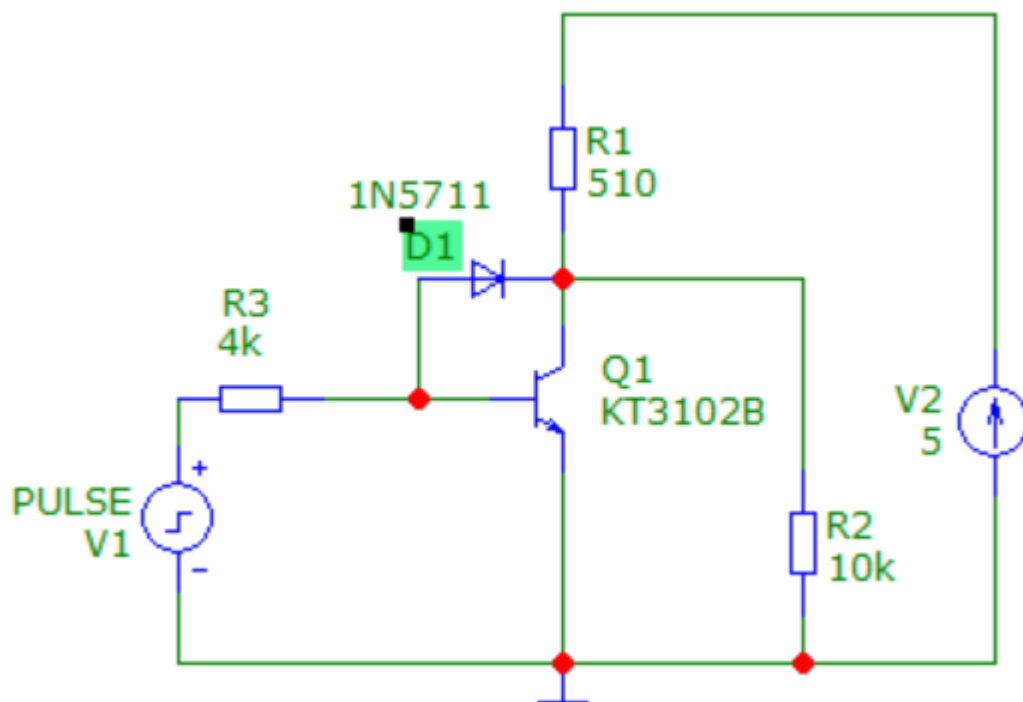 R1
510
1N5711
D1
R3
4k
Q1
KT3102B
V2
5
+
PULSE
V1
−
R2
10k